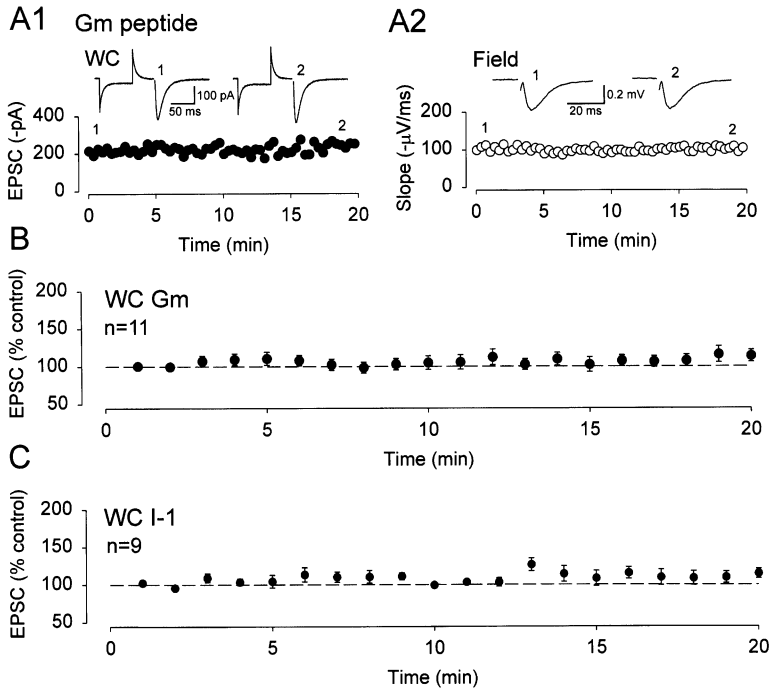 A1 Gm peptide
WC
1
2
100 pA
50 ms
EPSC (-pA)
400
200
0
1
2
0 5 10 15 20
Time (min)
A2
Field
1
2
0.2 mV
20 ms
Slope (-µV/ms)
200
100
0
1
2
0 5 10 15 20
Time (min)
B
WC Gm
n=11
EPSC (% control)
200
150
100
50
0 5 10 15 20
Time (min)
C
WC I-1
n=9
EPSC (% control)
200
150
100
50
0 5 10 15 20
Time (min)